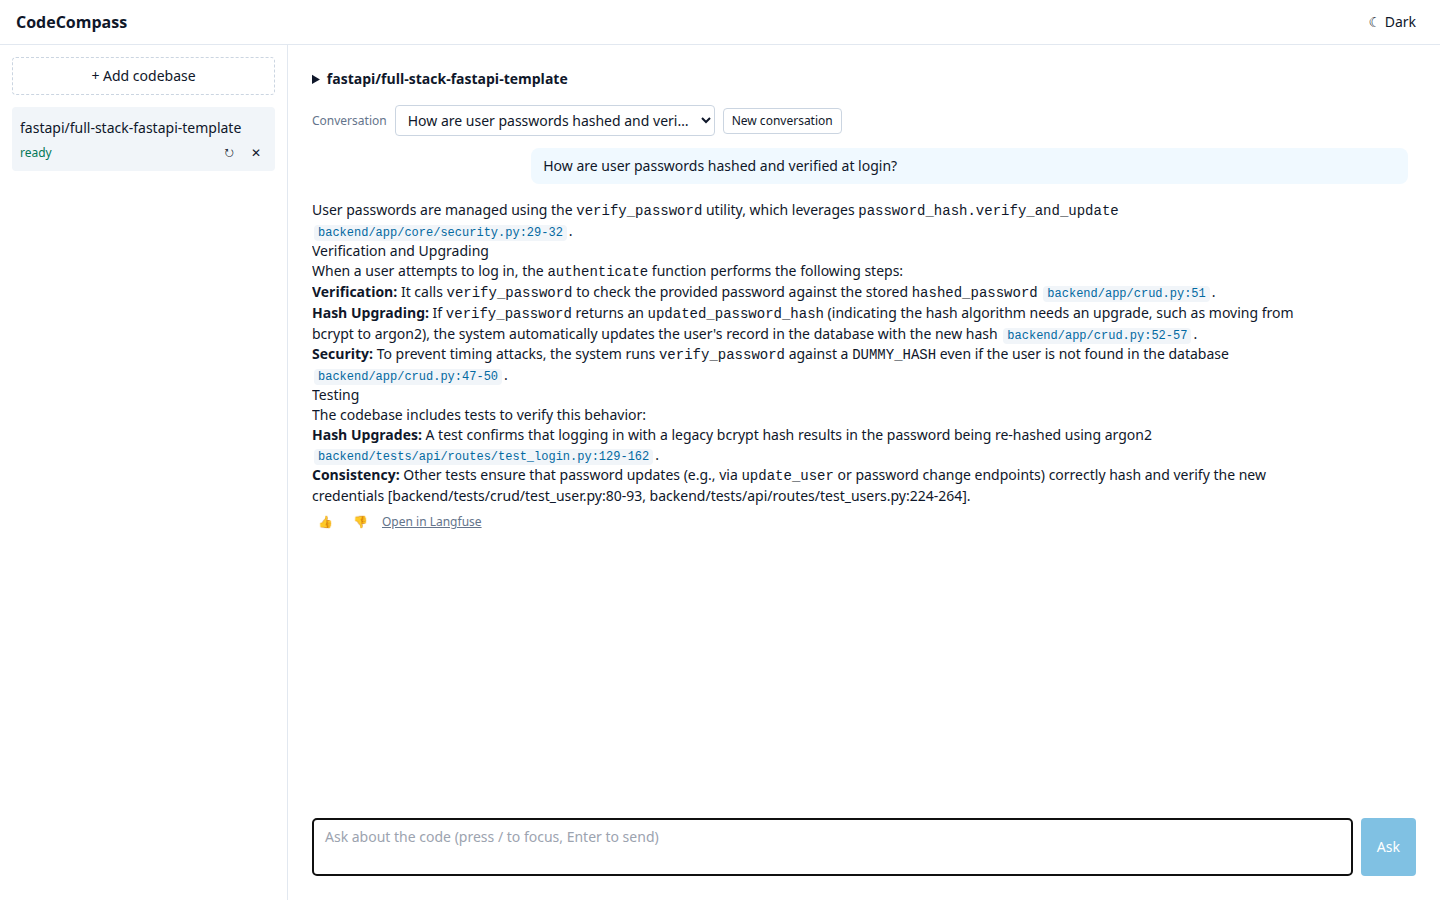 CodeCompass
☾ Dark
+ Add codebase
fastapi/full-stack-fastapi-template
ready
↻ ✕
▶ fastapi/full-stack-fastapi-template
Conversation How are user passwords hashed and veri... New conversation
How are user passwords hashed and verified at login?
User passwords are managed using the verify_password utility, which leverages password_hash.verify_and_update
backend/app/core/security.py:29-32 .
Verification and Upgrading
When a user attempts to log in, the authenticate function performs the following steps:
Verification: It calls verify_password to check the provided password against the stored hashed_password backend/app/crud.py:51 .
Hash Upgrading: If verify_password returns an updated_password_hash (indicating the hash algorithm needs an upgrade, such as moving from
bcrypt to argon2), the system automatically updates the user's record in the database with the new hash backend/app/crud.py:52-57 .
Security: To prevent timing attacks, the system runs verify_password against a DUMMY_HASH even if the user is not found in the database
backend/app/crud.py:47-50 .
Testing
The codebase includes tests to verify this behavior:
Hash Upgrades: A test confirms that logging in with a legacy bcrypt hash results in the password being re-hashed using argon2
backend/tests/api/routes/test_login.py:129-162 .
Consistency: Other tests ensure that password updates (e.g., via update_user or password change endpoints) correctly hash and verify the new
credentials [backend/tests/crud/test_user.py:80-93, backend/tests/api/routes/test_users.py:224-264].
👍 👎 Open in Langfuse
Ask about the code (press / to focus, Enter to send)
Ask